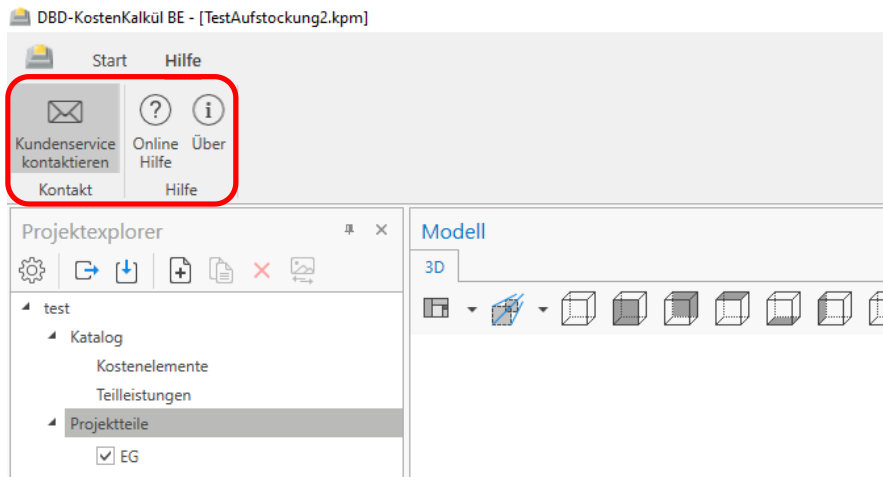 DBD-KostenKalkül BE - [TestAufstockung2.kpm]
Start Hilfe
Kundenservice kontaktieren
Online Hilfe
Über
Kontakt
Hilfe
Projektexplorer
Modell
3D
test
Katalog
Kostenelemente
Teilleistungen
Projektteile
EG